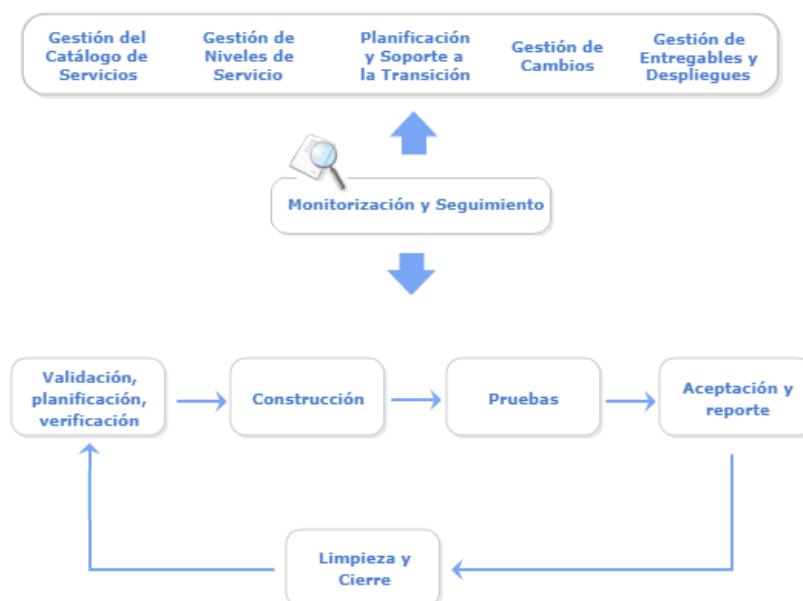 Gestión del
Catálogo de
Servicios
Gestión de
Niveles de
Servicio
Planificación
y Soporte a
la Transición
Gestión de
Cambios
Gestión de
Entregables y
Despliegues
Monitorización y Seguimiento
Validación,
planificación,
verificación
Construcción
Pruebas
Aceptación y
reporte
Limpieza y
Cierre